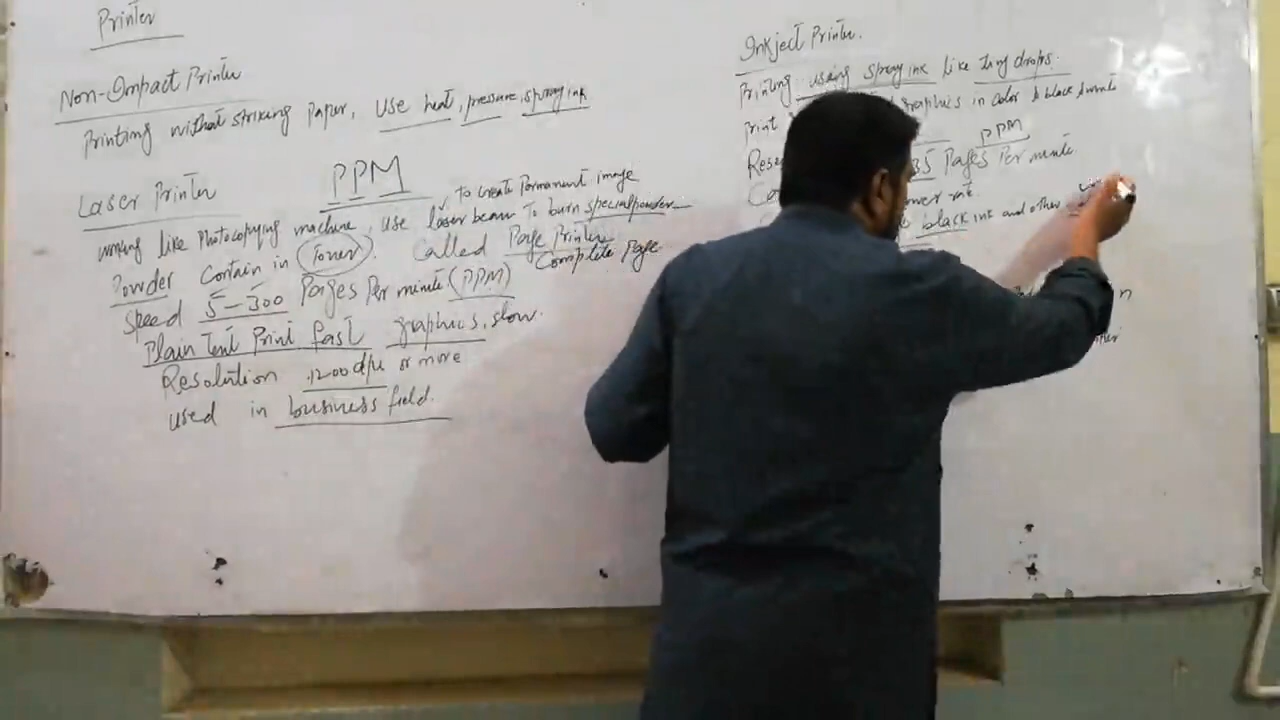 Printer
Non-Impact Printer
Printing without striking Paper, use heat, pressure, spray ink
PPM
Laser Printer
to create Permanent image
working like Photocopying machine, use laser beam to burn special powder
Powder contain in Toner. called Page Printer
Complete Page
Speed 5-300 Pages Per minute (PPM)
Plain Text Print fast graphics, slow.
Resolution 1200 dpi or more
used in business field.
Inkject Printer.
Printing using spray ink like tiny drops.
Print graphics in color & black & white
PPM
35 Pages Per minute
black ink and other